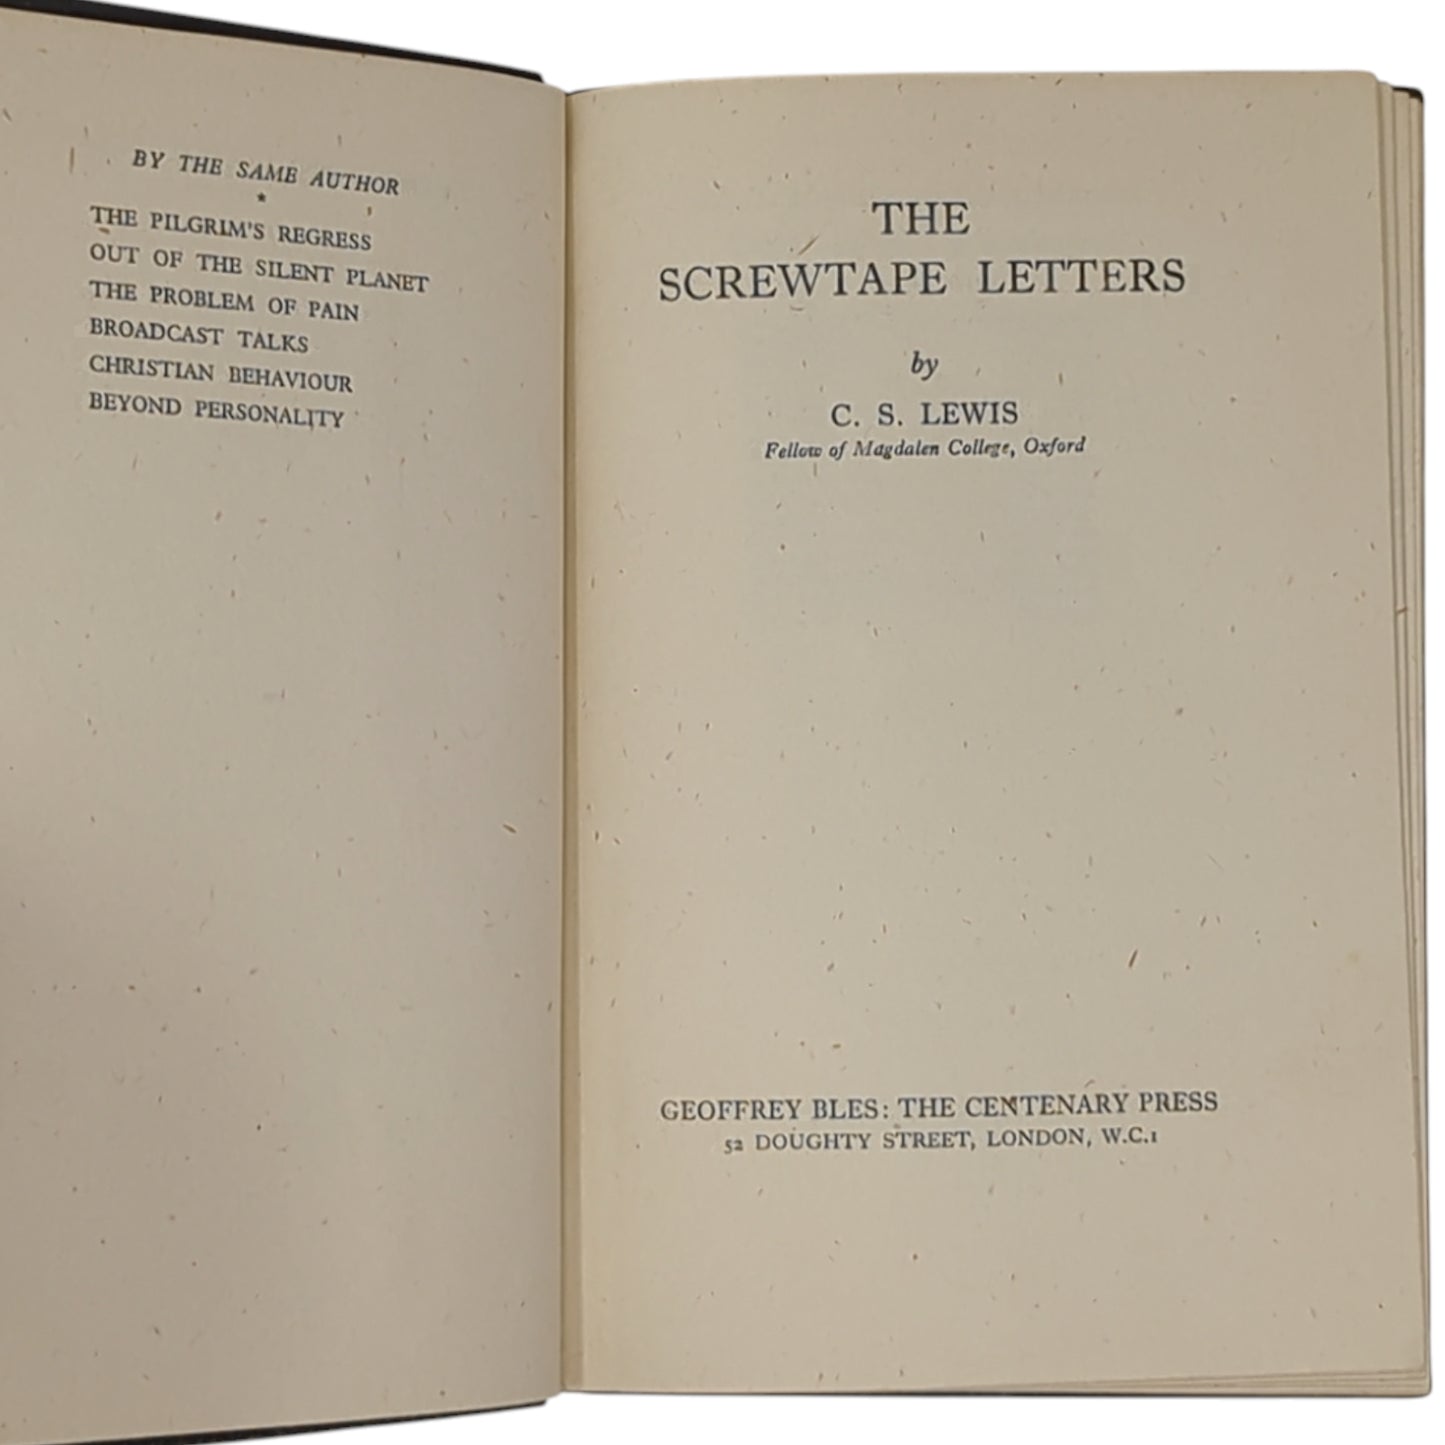 BY THE SAME AUTHOR
*
THE PILGRIM'S REGRESS
OUT OF THE SILENT PLANET
THE PROBLEM OF PAIN
BROADCAST TALKS
CHRISTIAN BEHAVIOUR
BEYOND PERSONALITY
THE
SCREWTAPE LETTERS
by
C. S. LEWIS
Fellow of Magdalen College, Oxford
GEOFFREY BLES: THE CENTENARY PRESS
52 DOUGHTY STREET, LONDON, W.C.1